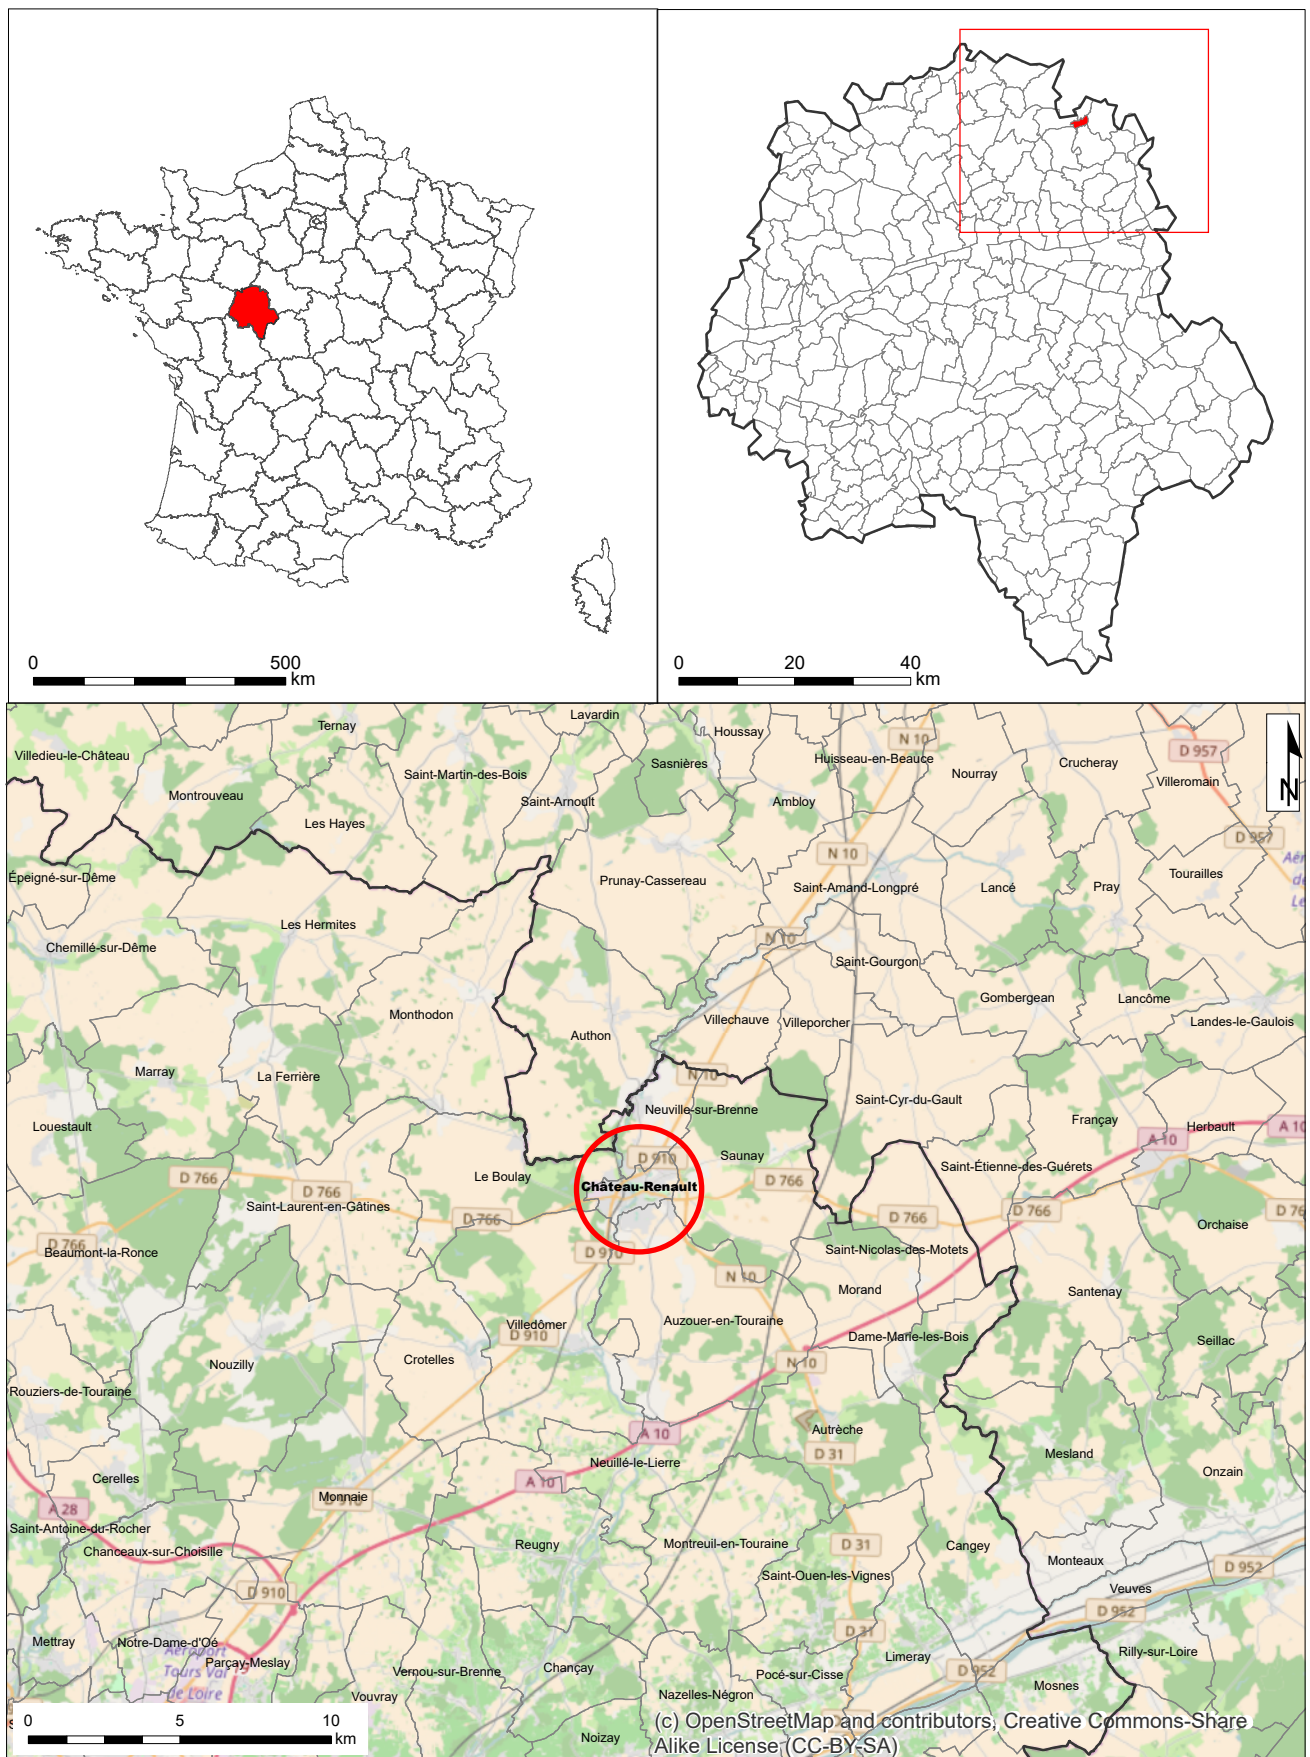 0
500
km
0
20
40
km
Lavardin
Ternay
Houssay
N 10
Villedieu-le-Château
Sasnières
Huisseau-en-Beauce
Crucheray
D 957
Saint-Martin-des-Bois
Nourray
Villeromain
Montrouveau
Saint-Arnoult
Ambloy
N
Les Hayes
D 957
N 10
Épeigné-sur-Dême
Prunay-Cassereau
Saint-Amand-Longpré
Lancé
Pray
Tourailles
Les Hermites
Chemillé-sur-Dême
N 10
Saint-Gourgon
Gombergean
Lancôme
Monthodon
Villechauve
Villeporcher
Landes-le-Gaulois
Authon
Marray
La Ferrière
N 10
Neuville-sur-Brenne
Saint-Cyr-du-Gault
Françay
Herbault
A 10
Louestault
A 10
D 910
Saunay
Saint-Étienne-des-Guérets
Le Boulay
D 766
D 766
D 766
Château-Renault
Saint-Laurent-en-Gâtines
D 766
D 766
D 766
Orchaise
D 766
Beaumont-la-Ronce
D 910
Saint-Nicolas-des-Motets
N 10
Morand
Santenay
Auzouer-en-Touraine
Villedômer
D 910
Dame-Marie-les-Bois
Seillac
Crotelles
Nouzilly
N 10
Rouziers-de-Touraine
A 10
Autrèche
D 31
Mesland
Neuillé-le-Lierre
Onzain
Cerelles
A 10
Monnaie
D 910
A 28
Saint-Antoine-du-Rocher
Chanceaux-sur-Choisille
Reugny
Montreuil-en-Touraine
D 31
Cangey
Monteaux
D 952
Saint-Ouen-les-Vignes
Veuves
D 910
D 952
D 31
Mettray
Notre-Dame-d'Oé
Aéroport
Tours Val
de Loire
Parçay-Meslay
Rilly-sur-Loire
Limeray
Vernou-sur-Brenne
Chançay
Pocé-sur-Cisse
D 952
Mosnes
Vouvray
Nazelles-Négron
Noizay
0
5
10
km
(c) OpenStreetMap and contributors, Creative Commons-Share
Alike License (CC-BY-SA)